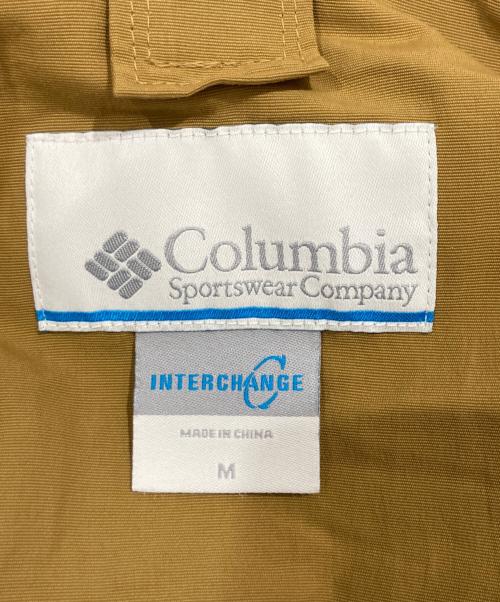 Columbia
Sportswear Company
INTERCHANGE
MADE IN CHINA
M